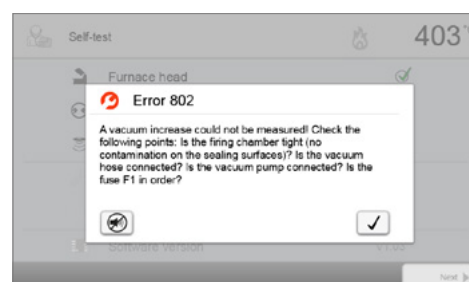 Self-test
403
Furnace head
Error 802
A vacuum increase could not be measured! Check the
following points: Is the firing chamber tight (no
contamination on the sealing surfaces)? Is the vacuum
hose connected? Is the vacuum pump connected? Is the
fuse F1 in order?
Software version
V1.02
Next